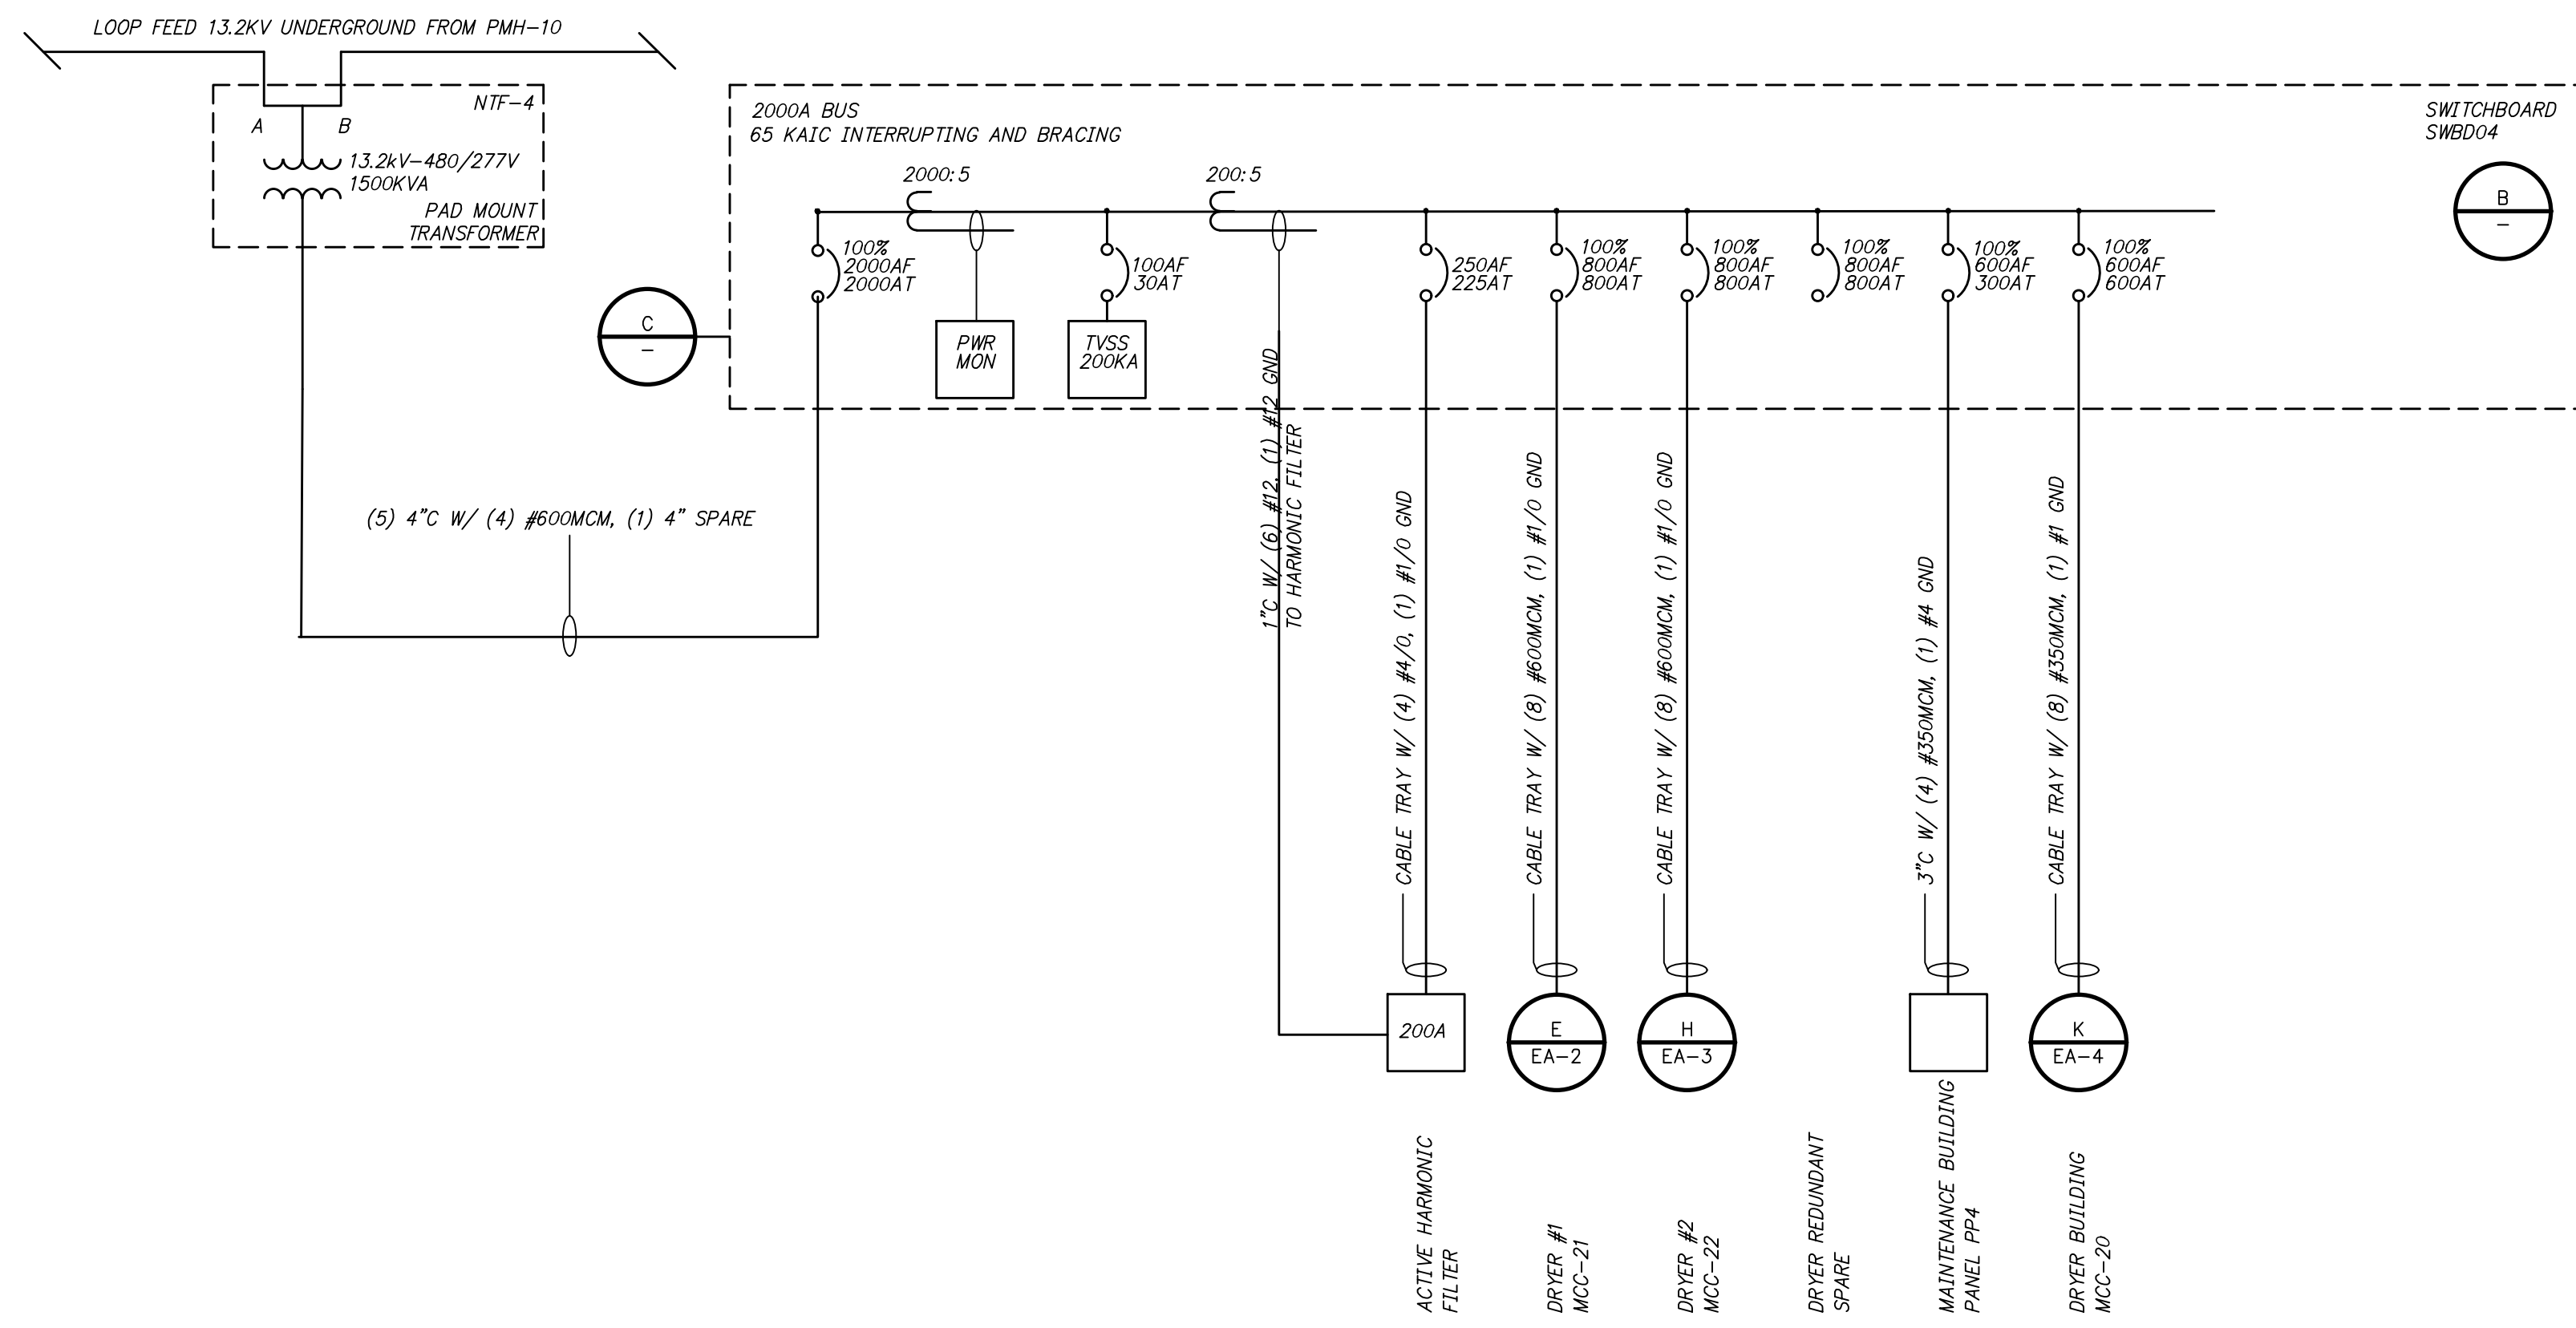 LOOP FEED 13.2KV UNDERGROUND FROM PMH-10
NTF-4
A
B
13.2kV-480/277V
1500KVA
PAD MOUNT
TRANSFORMER
2000A BUS
65 KAIC INTERRUPTING AND BRACING
SWITCHBOARD
SWBD04
B
-
2000:5
200:5
100%
2000AF
2000AT
100AF
30AT
250AF
225AT
100%
800AF
800AT
100%
800AF
800AT
100%
800AF
800AT
100%
600AF
300AT
100%
600AF
600AT
C
-
PWR
MON
TVSS
200KA
(5) 4"C W/ (4) #600MCM, (1) 4" SPARE
1"C W/ (6) #12, (1) #12 GND
TO HARMONIC FILTER
CABLE TRAY W/ (4) #4/0, (1) #1/0 GND
CABLE TRAY W/ (8) #600MCM, (1) #1/0 GND
CABLE TRAY W/ (8) #600MCM, (1) #1/0 GND
3"C W/ (4) #350MCM, (1) #4 GND
CABLE TRAY W/ (8) #350MCM, (1) #1 GND
200A
E
EA-2
H
EA-3
K
EA-4
ACTIVE HARMONIC
FILTER
DRYER #1
MCC-21
DRYER #2
MCC-22
DRYER REDUNDANT
SPARE
MAINTENANCE BUILDING
PANEL PP4
DRYER BUILDING
MCC-20